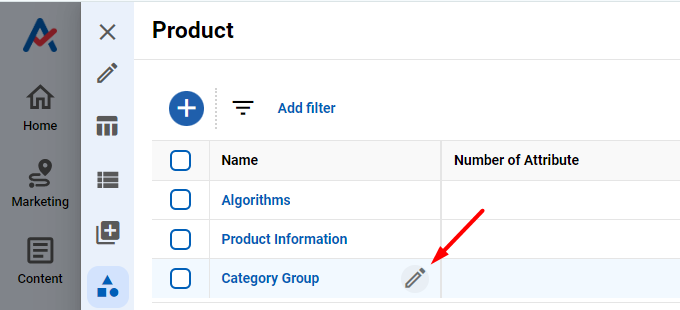 Product
Home
Marketing
Content
Add filter
Name
Number of Attribute
Algorithms
Product Information
Category Group